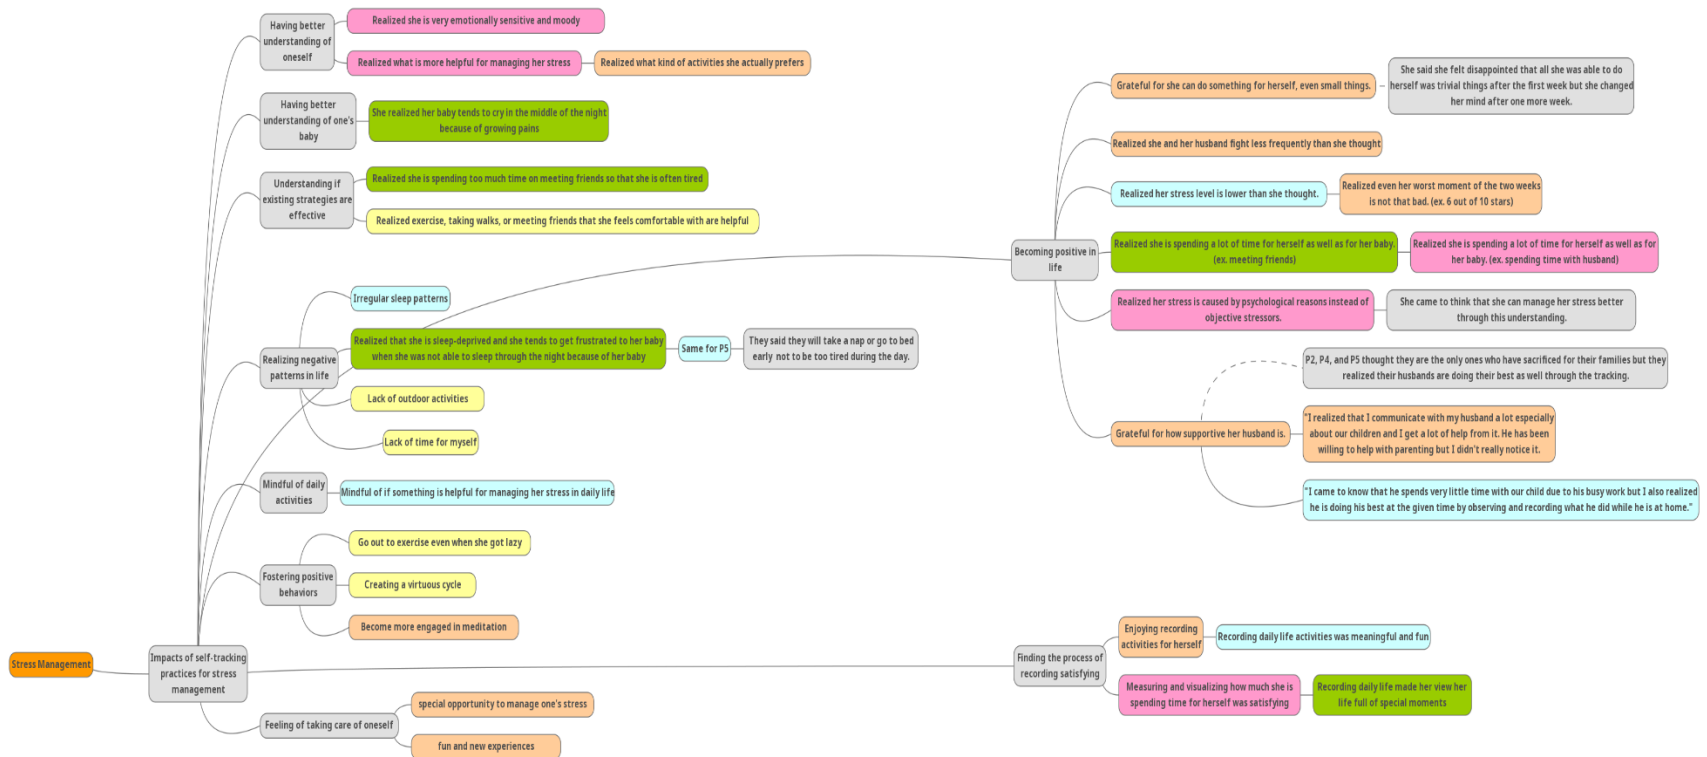 Stress Management
Impacts of self-tracking
practices for stress
management
Having better
understanding of
oneself
Realized she is very emotionally sensitive and moody
Realized what is more helpful for managing her stress
Realized what kind of activities she actually prefers
Having better
understanding of one's
baby
She realized her baby tends to cry in the middle of the night
because of growing pains
Understanding if
existing strategies are
effective
Realized she is spending too much time on meeting friends so that she is often tired
Realized exercise, taking walks, or meeting friends that she feels comfortable with are helpful
Realizing negative
patterns in life
Irregular sleep patterns
Realized that she is sleep-deprived and she tends to get frustrated to her baby
when she was not able to sleep through the night because of her baby
Same for P5
They said they will take a nap or go to bed
early not to be too tired during the day.
Lack of outdoor activities
Lack of time for myself
Mindful of daily
activities
Mindful of if something is helpful for managing her stress in daily life
Fostering positive
behaviors
Go out to exercise even when she got lazy
Creating a virtuous cycle
Become more engaged in meditation
Feeling of taking care of oneself
special opportunity to manage one's stress
fun and new experiences
Becoming positive in
life
Grateful for she can do something for herself, even small things.
She said she felt disappointed that all she was able to do
herself was trivial things after the first week but she changed
her mind after one more week.
Realized she and her husband fight less frequently than she thought
Realized her stress level is lower than she thought.
Realized even her worst moment of the two weeks
is not that bad. (ex. 6 out of 10 stars)
Realized she is spending a lot of time for herself as well as for her baby.
(ex. meeting friends)
Realized she is spending a lot of time for herself as well as for
her baby. (ex. spending time with husband)
Realized her stress is caused by psychological reasons instead of
objective stressors.
She came to think that she can manage her stress better
through this understanding.
Grateful for how supportive her husband is.
P2, P4, and P5 thought they are the only ones who have sacrificed for their families but they
realized their husbands are doing their best as well through the tracking.
"I realized that I communicate with my husband a lot especially
about our children and I get a lot of help from it. He has been
willing to help with parenting but I didn't really notice it.
"I came to know that he spends very little time with our child due to his busy work but I also realized
he is doing his best at the given time by observing and recording what he did while he is at home."
Finding the process of
recording satisfying
Enjoying recording
activities for herself
Recording daily life activities was meaningful and fun
Measuring and visualizing how much she is
spending time for herself was satisfying
Recording daily life made her view her
life full of special moments